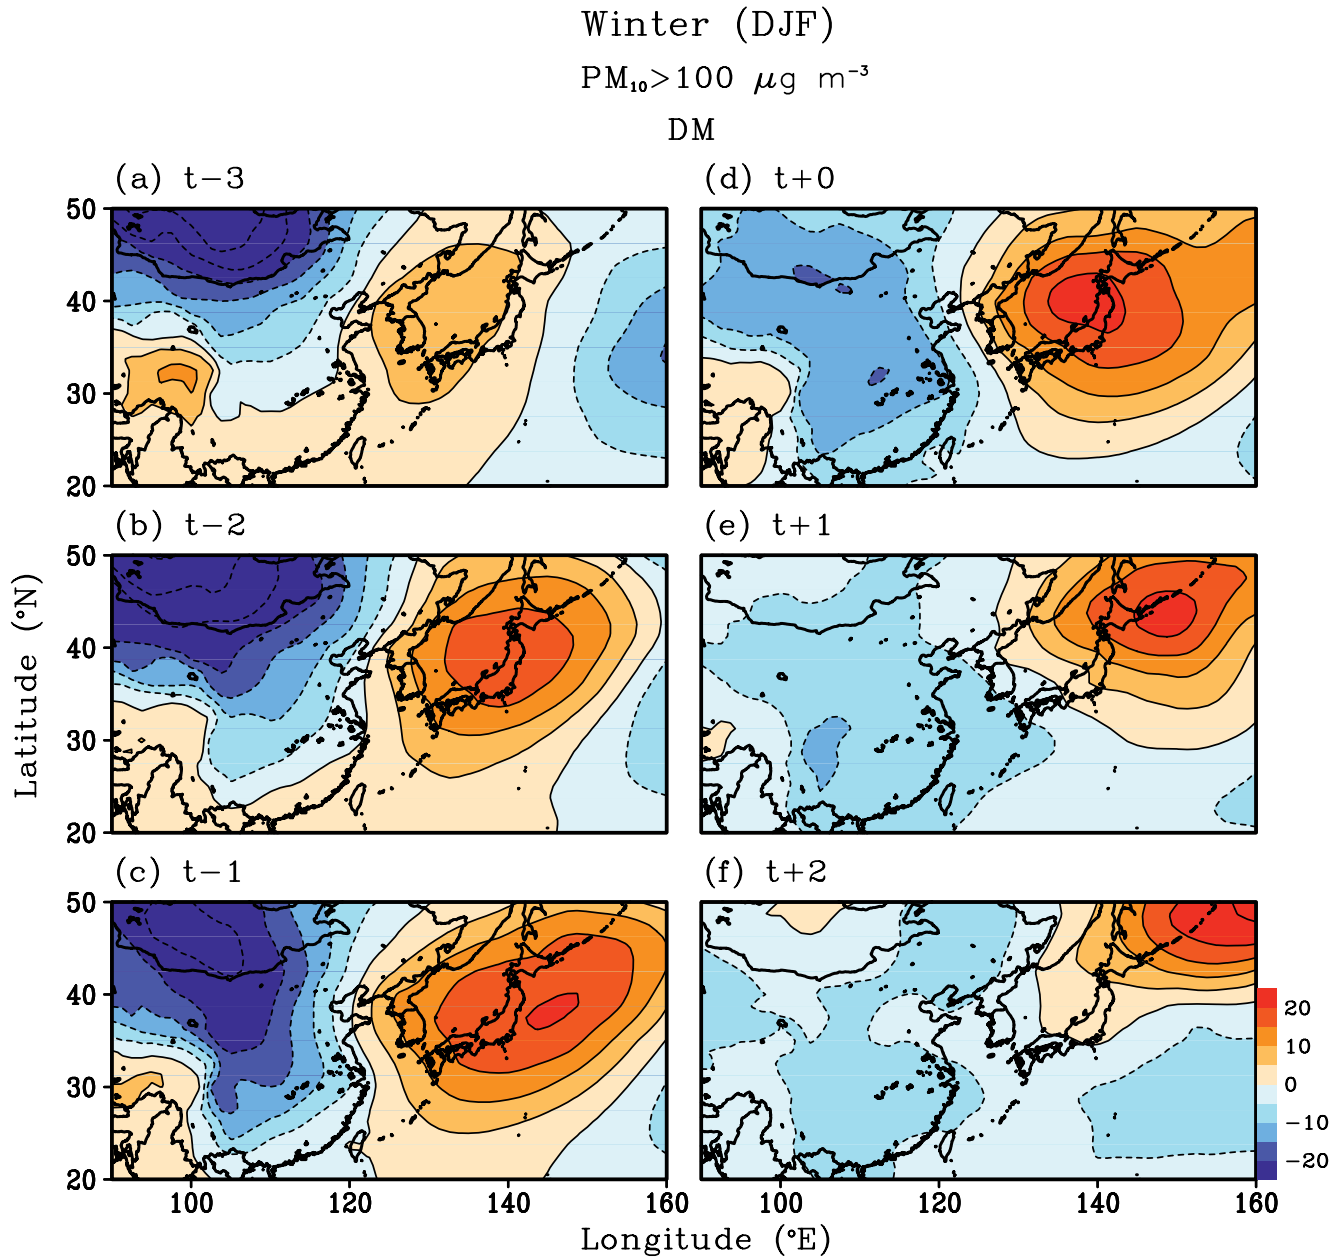 Winter (DJF)
PM₁₀>100 μg m⁻³
DM
(a) t−3
(d) t+0
50
40
30
20
(b) t−2
(e) t+1
50
40
30
20
Latitude (°N)
(c) t−1
(f) t+2
50
40
30
20
20
10
0
−10
−20
100 120 140 160 100 120 140 160
Longitude (°E)